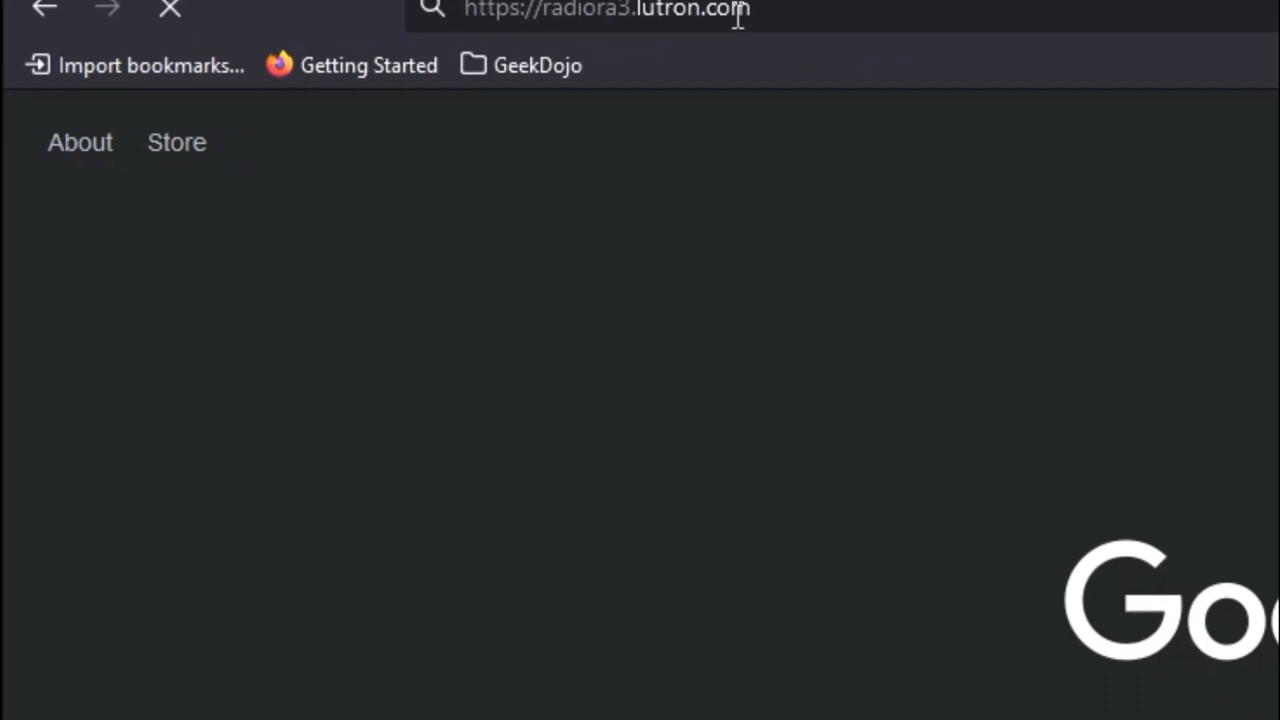 https://radiora3.lutron.com
Import bookmarks... Getting Started GeekDojo
About Store
Goo